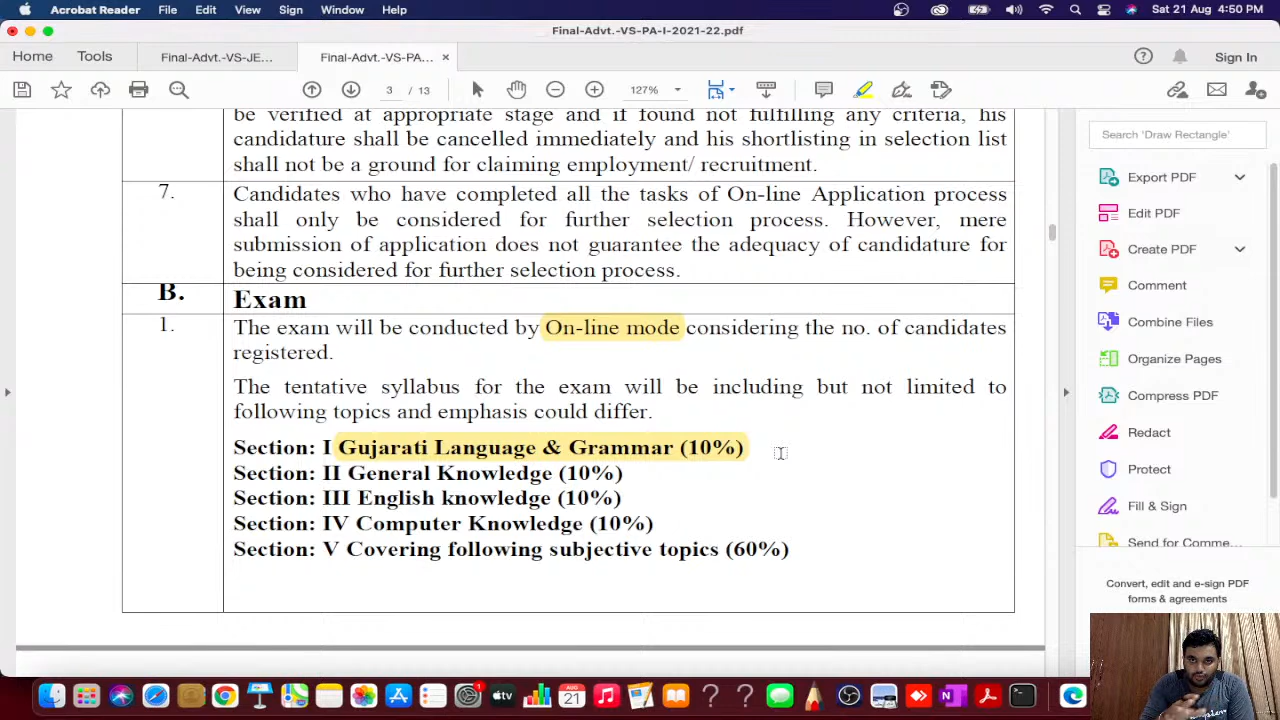 Acrobat Reader File Edit View Sign Window Help Sat 21 Aug 4:50 PM
Final-Advt.-VS-PA-I-2021-22.pdf
Home Tools Final-Advt.-VS-JE... Final-Advt.-VS-PA... × Sign In
3 / 13 127%
be verified at appropriate stage and if found not fulfilling any criteria, his
candidature shall be cancelled immediately and his shortlisting in selection list
shall not be a ground for claiming employment/ recruitment.
7. Candidates who have completed all the tasks of On-line Application process
shall only be considered for further selection process. However, mere
submission of application does not guarantee the adequacy of candidature for
being considered for further selection process.
B. Exam
1. The exam will be conducted by On-line mode considering the no. of candidates
registered.
The tentative syllabus for the exam will be including but not limited to
following topics and emphasis could differ.
Section: I Gujarati Language & Grammar (10%)
Section: II General Knowledge (10%)
Section: III English knowledge (10%)
Section: IV Computer Knowledge (10%)
Section: V Covering following subjective topics (60%)
Search 'Draw Rectangle'
Export PDF
Edit PDF
Create PDF
Comment
Combine Files
Organize Pages
Compress PDF
Redact
Protect
Fill & Sign
Send for Comme...
Convert, edit and e-sign PDF
forms & agreements
AUG
21
tv
1